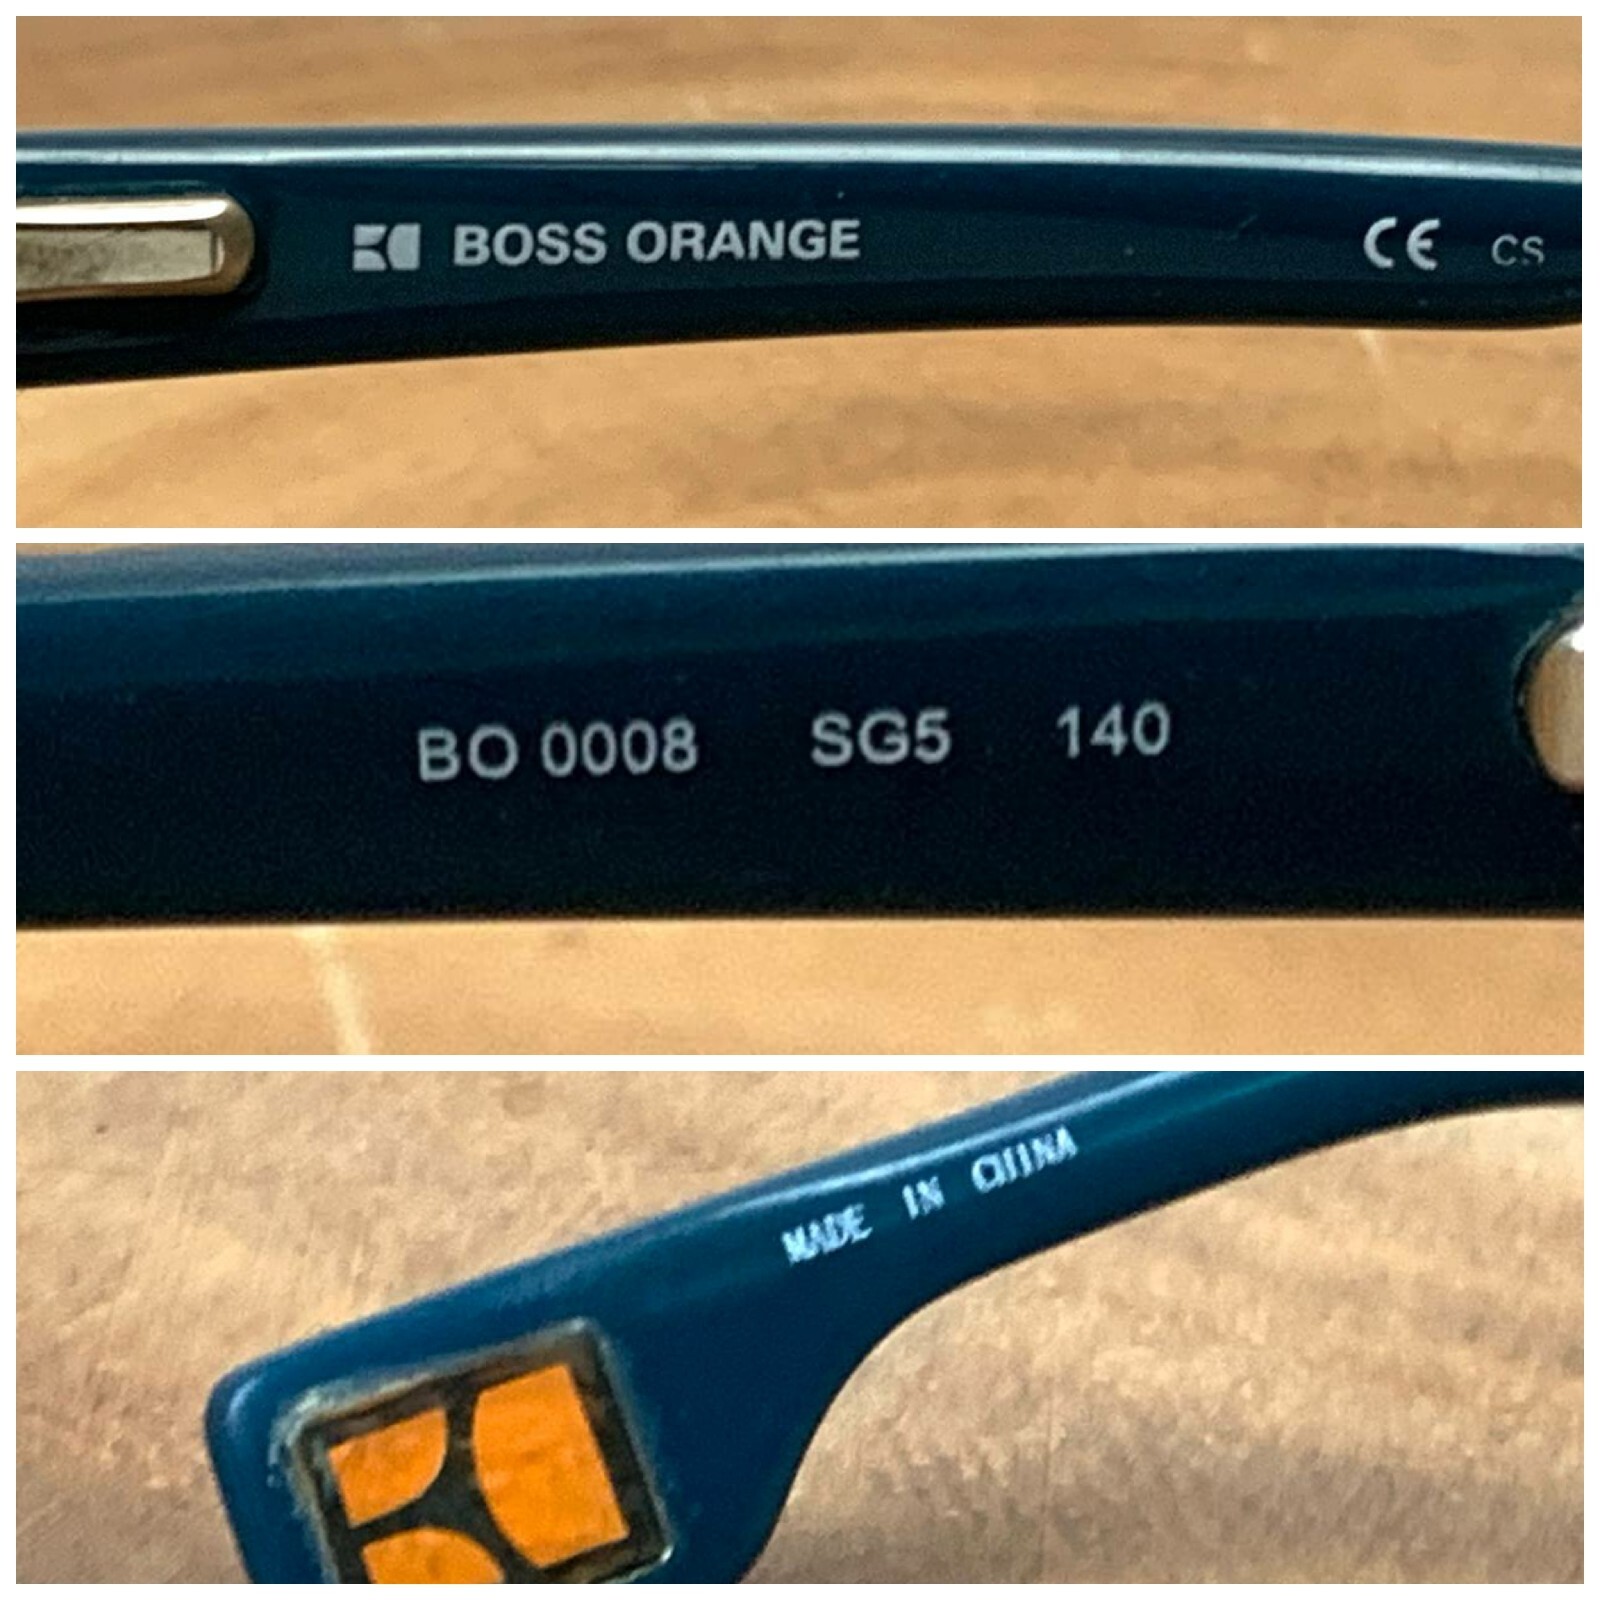 BOSS ORANGE CE CS
BO 0008 SG5 140
MADE IN CHINA